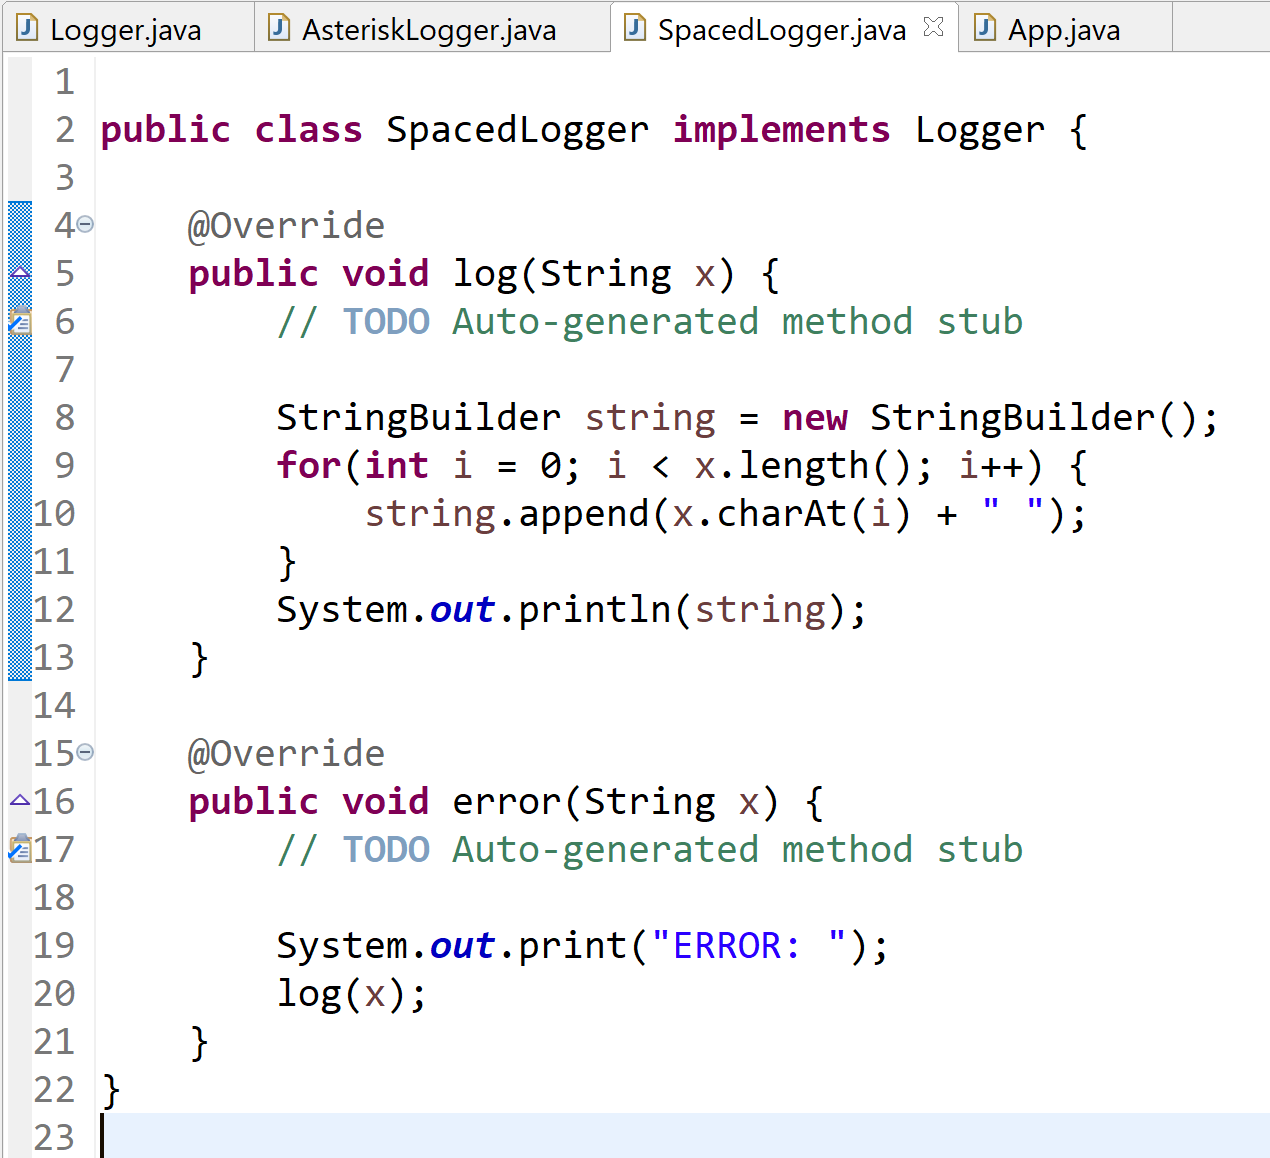 Logger.java AsteriskLogger.java SpacedLogger.java App.java
1
2 public class SpacedLogger implements Logger {
3
4 @Override
5 public void log(String x) {
6 // TODO Auto-generated method stub
7
8 StringBuilder string = new StringBuilder();
9 for(int i = 0; i < x.length(); i++) {
10 string.append(x.charAt(i) + " ");
11 }
12 System.out.println(string);
13 }
14
15 @Override
16 public void error(String x) {
17 // TODO Auto-generated method stub
18
19 System.out.print("ERROR: ");
20 log(x);
21 }
22 }
23